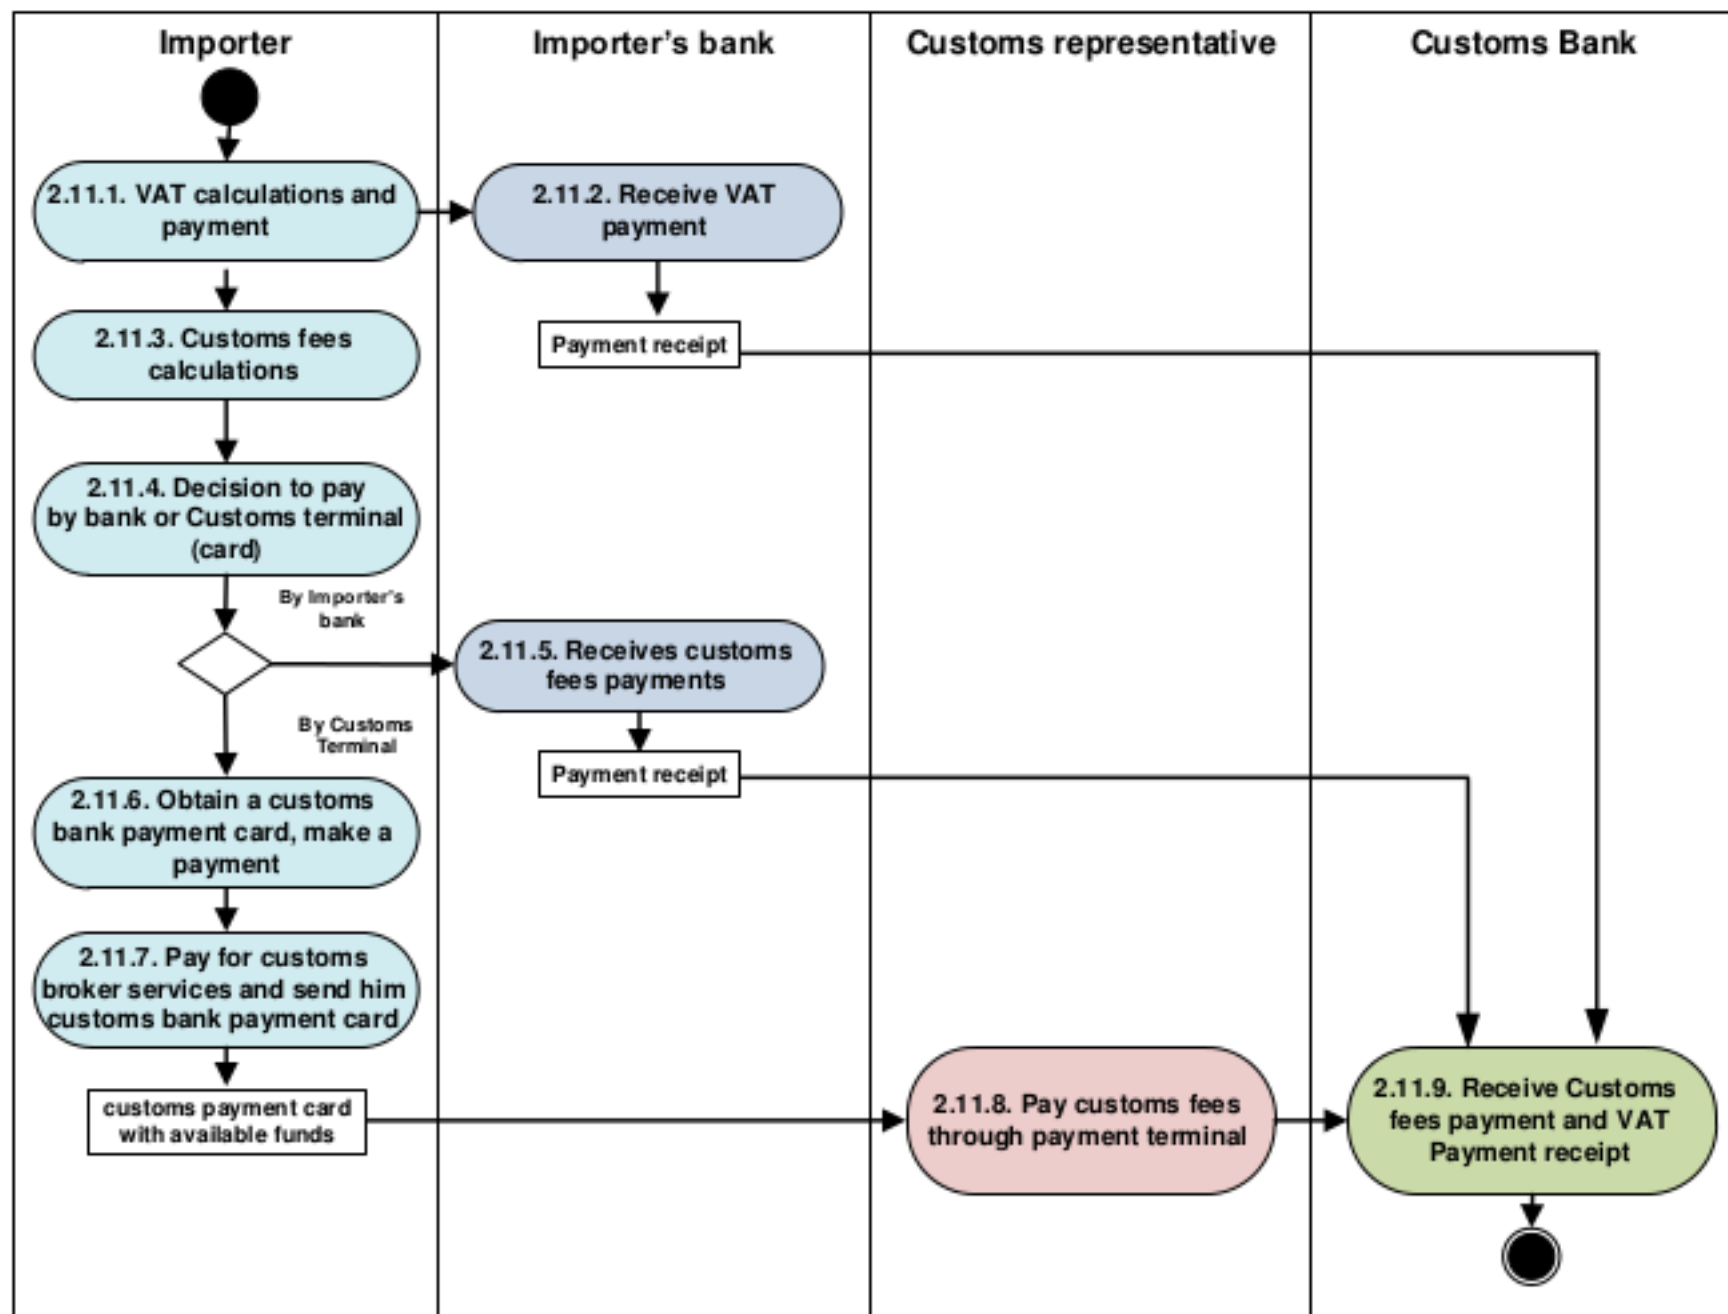 Importer
Importer's bank
Customs representative
Customs Bank
2.11.1. VAT calculations and
payment
2.11.2. Receive VAT
payment
2.11.3. Customs fees
calculations
Payment receipt
2.11.4. Decision to pay
by bank or Customs terminal
(card)
By Importer's
bank
2.11.5. Receives customs
fees payments
By Customs
Terminal
Payment receipt
2.11.6. Obtain a customs
bank payment card, make a
payment
2.11.7. Pay for customs
broker services and send him
customs bank payment card
customs payment card
with available funds
2.11.8. Pay customs fees
through payment terminal
2.11.9. Receive Customs
fees payment and VAT
Payment receipt